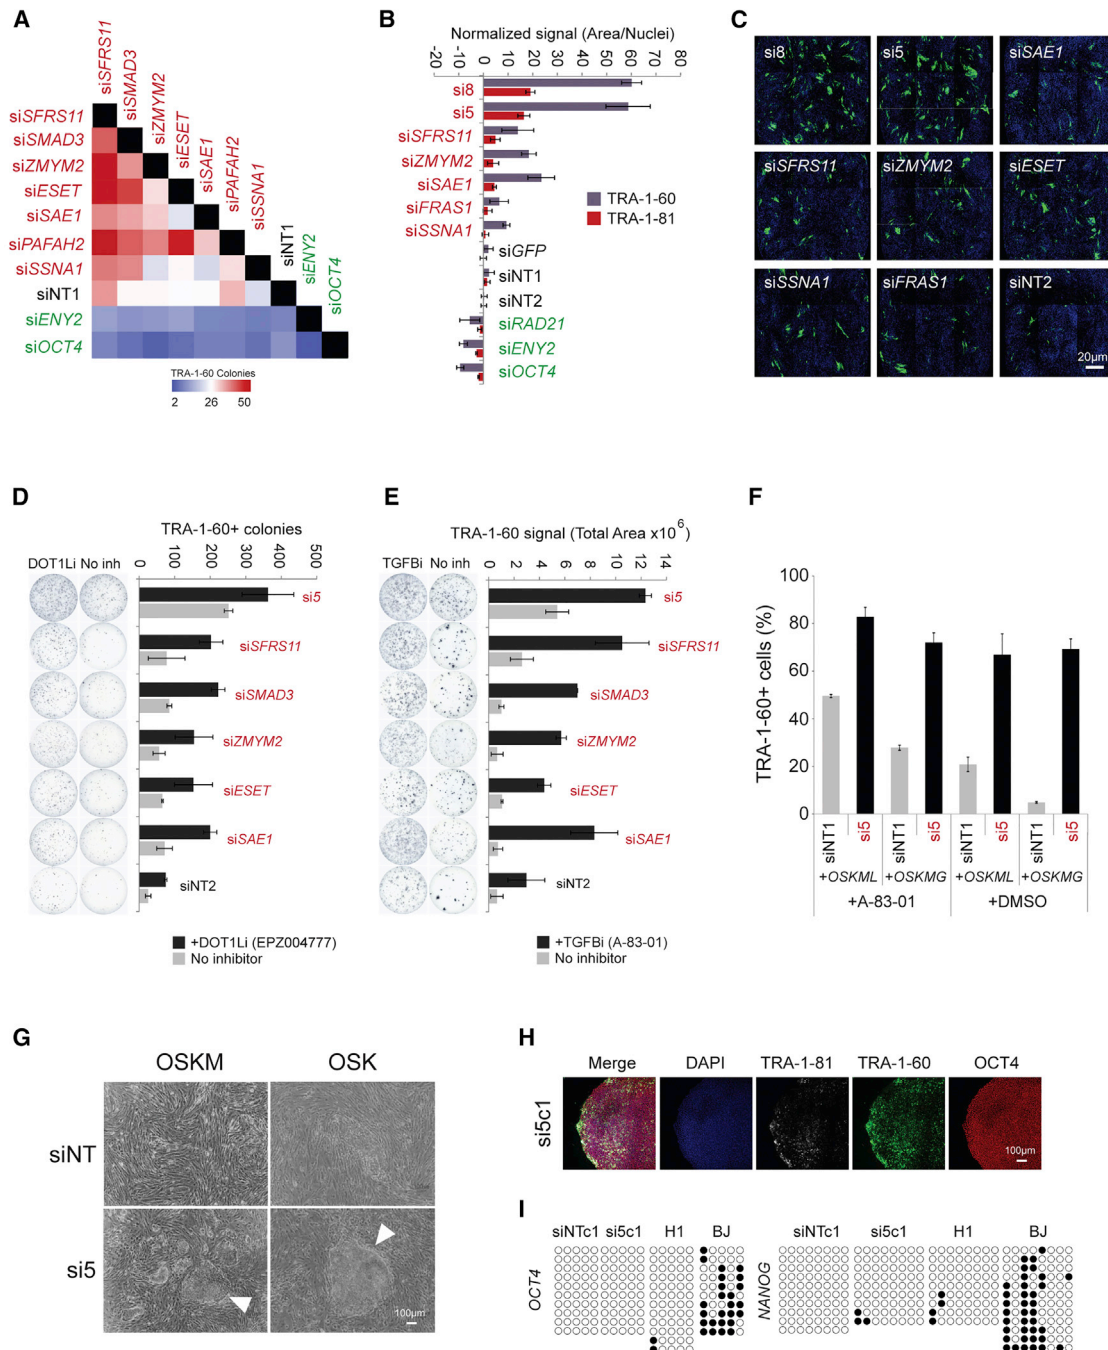 A
siSFRS11
siSMAD3
siZMYM2
siESET
siSAE1
siPAFAH2
siSSNA1
siNT1
siENY2
siOCT4
siSFRS11
siSMAD3
siZMYM2
siESET
siSAE1
siPAFAH2
siSSNA1
siNT1
siENY2
siOCT4
TRA-1-60 Colonies
2 26 50
B
Normalized signal (Area/Nuclei)
-20 -10 0 10 20 30 40 50 60 70 80
si8
si5
siSFRS11
siZMYM2
siSAE1
siFRAS1
siSSNA1
siGFP
siNT1
siNT2
siRAD21
siENY2
siOCT4
TRA-1-60
TRA-1-81
C
si8 si5 siSAE1
siSFRS11 siZMYM2 siESET
siSSNA1 siFRAS1 siNT2
20µm
D
TRA-1-60+ colonies
DOT1Li No inh
0 100 200 300 400 500
si5
siSFRS11
siSMAD3
siZMYM2
siESET
siSAE1
siNT2
+DOT1Li (EPZ004777)
No inhibitor
E
TRA-1-60 signal (Total Area x10^6)
TGFBi No inh
0 2 4 6 8 10 12 14
si5
siSFRS11
siSMAD3
siZMYM2
siESET
siSAE1
siNT2
+TGFBi (A-83-01)
No inhibitor
F
TRA-1-60+ cells (%)
100
80
60
40
20
0
siNT1 si5 siNT1 si5 siNT1 si5 siNT1 si5
+OSKML +OSKMG +OSKML +OSKMG
+A-83-01 +DMSO
G
OSKM OSK
siNT
si5
100µm
H
Merge DAPI TRA-1-81 TRA-1-60 OCT4
si5c1
100µm
I
siNTc1 si5c1 H1 BJ
OCT4
siNTc1 si5c1 H1 BJ
NANOG